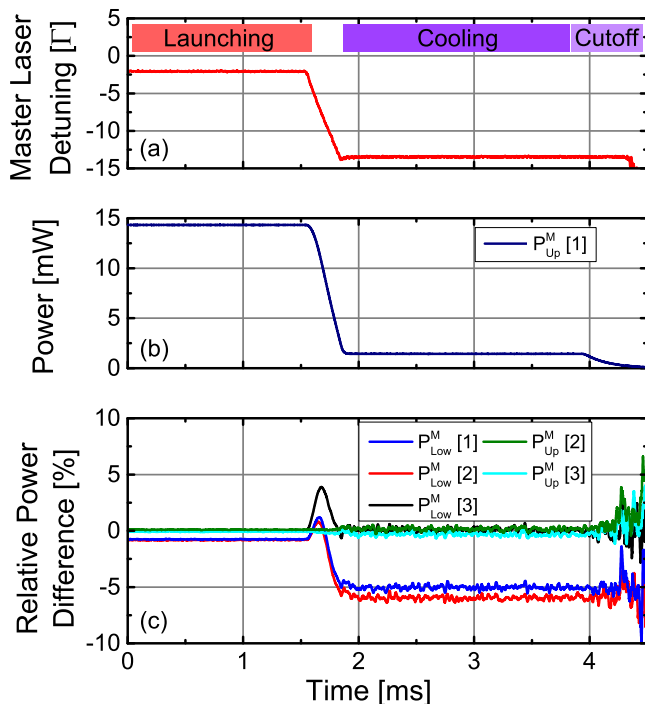 5
Launching Cooling Cutoff
0
-5
-10
-15
Master Laser
Detuning [Γ]
(a)
15
10
5
0
Power [mW]
P^M_Up [1]
(b)
10
5
0
-5
-10
Relative Power
Difference [%]
P^M_Low [1] P^M_Up [2]
P^M_Low [2] P^M_Up [3]
P^M_Low [3]
(c)
0 1 2 3 4
Time [ms]